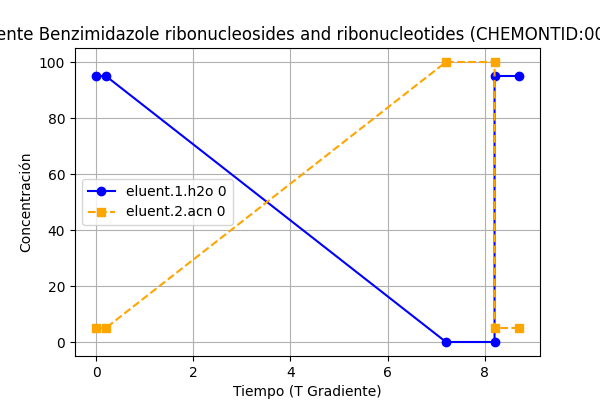 ente Benzimidazole ribonucleosides and ribonucleotides (CHEMONTID:00
100
80
60
40
20
0
Concentración
eluent.1.h2o 0
eluent.2.acn 0
0 2 4 6 8
Tiempo (T Gradiente)